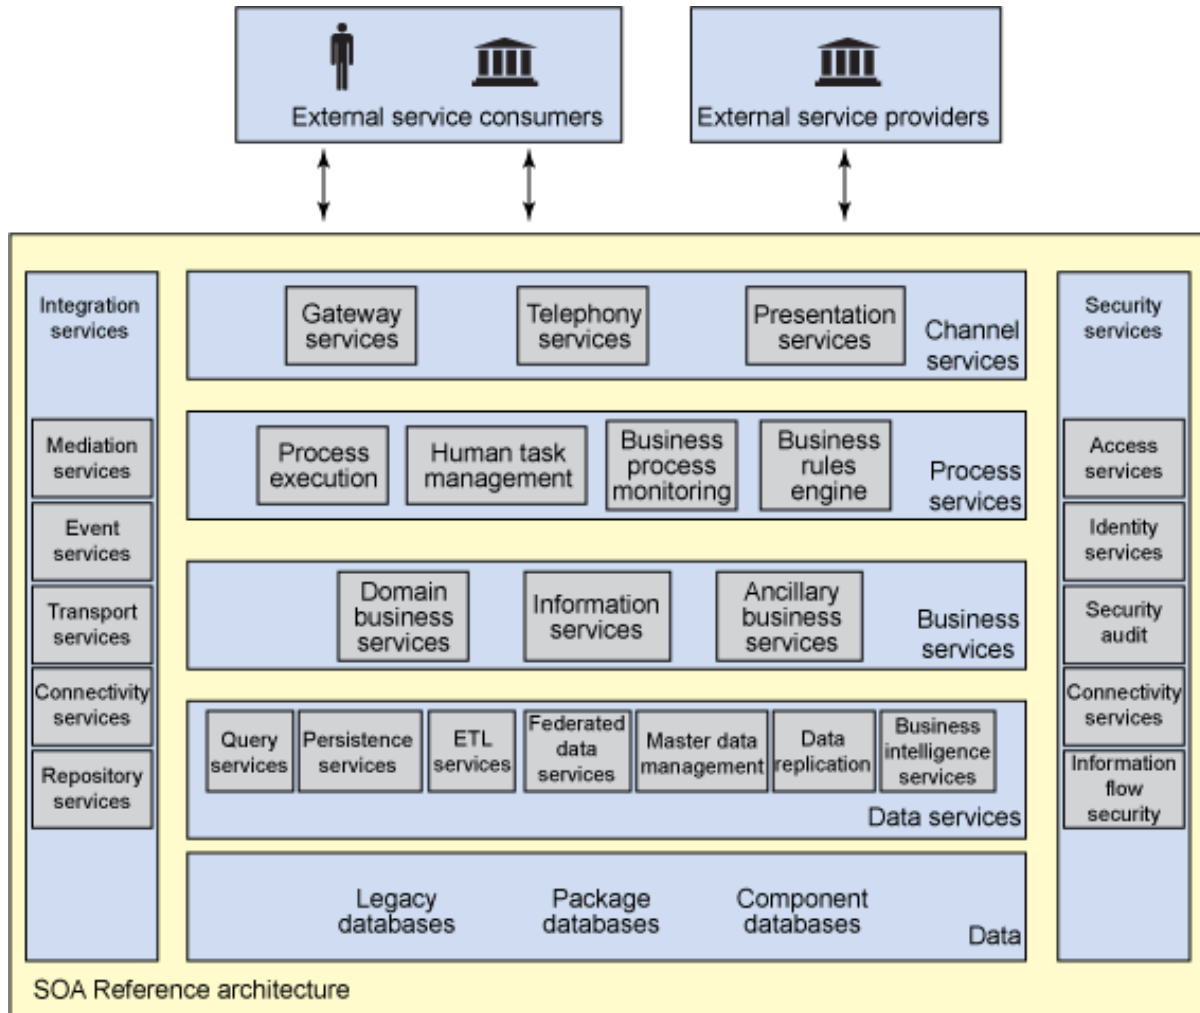 External service consumers
External service providers
Integration
services
Mediation
services
Event
services
Transport
services
Connectivity
services
Repository
services
Gateway
services
Telephony
services
Presentation
services
Channel
services
Process
execution
Human task
management
Business
process
monitoring
Business
rules
engine
Process
services
Domain
business
services
Information
services
Ancillary
business
services
Business
services
Query
services
Persistence
services
ETL
services
Federated
data
services
Master data
management
Data
replication
Business
intelligence
services
Data services
Legacy
databases
Package
databases
Component
databases
Data
Security
services
Access
services
Identity
services
Security
audit
Connectivity
services
Information
flow
security
SOA Reference architecture